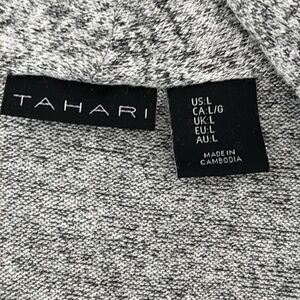 TAHARI
US:L
CA:L/G
UK:L
EU:L
AU:L
MADE IN
CAMBODIA